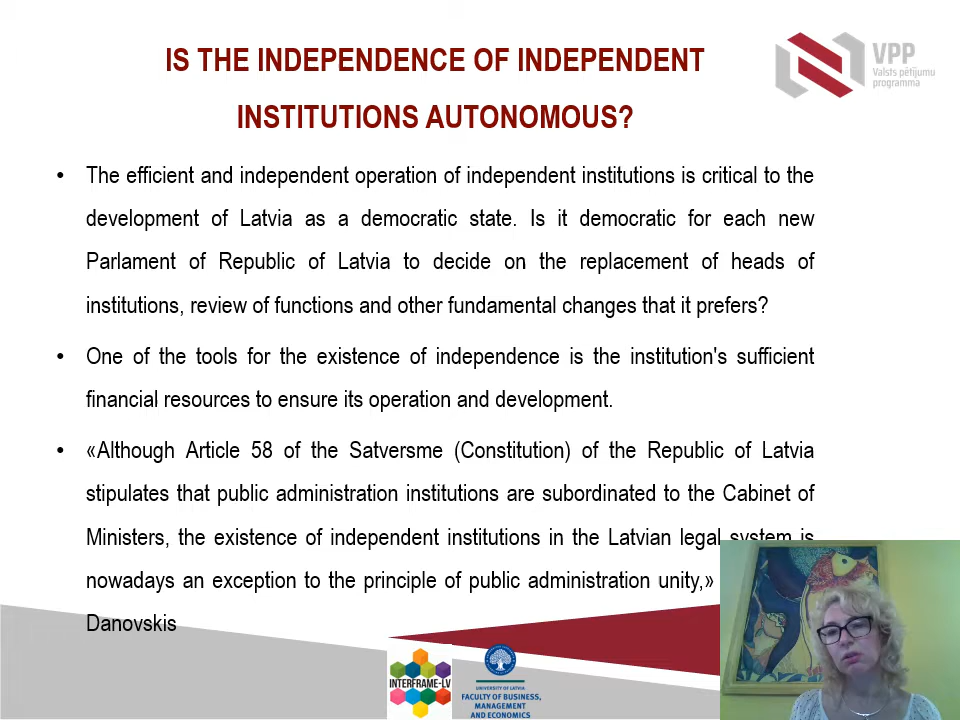 IS THE INDEPENDENCE OF INDEPENDENT
INSTITUTIONS AUTONOMOUS?
VPP
Valsts pētījumu
programma
• The efficient and independent operation of independent institutions is critical to the
development of Latvia as a democratic state. Is it democratic for each new
Parlament of Republic of Latvia to decide on the replacement of heads of
institutions, review of functions and other fundamental changes that it prefers?
• One of the tools for the existence of independence is the institution's sufficient
financial resources to ensure its operation and development.
• «Although Article 58 of the Satversme (Constitution) of the Republic of Latvia
stipulates that public administration institutions are subordinated to the Cabinet of
Ministers, the existence of independent institutions in the Latvian legal system is
nowadays an exception to the principle of public administration unity,»
Danovskis
INTERFRAME-LV
UNIVERSITY OF LATVIA
FACULTY OF BUSINESS,
MANAGEMENT
AND ECONOMICS